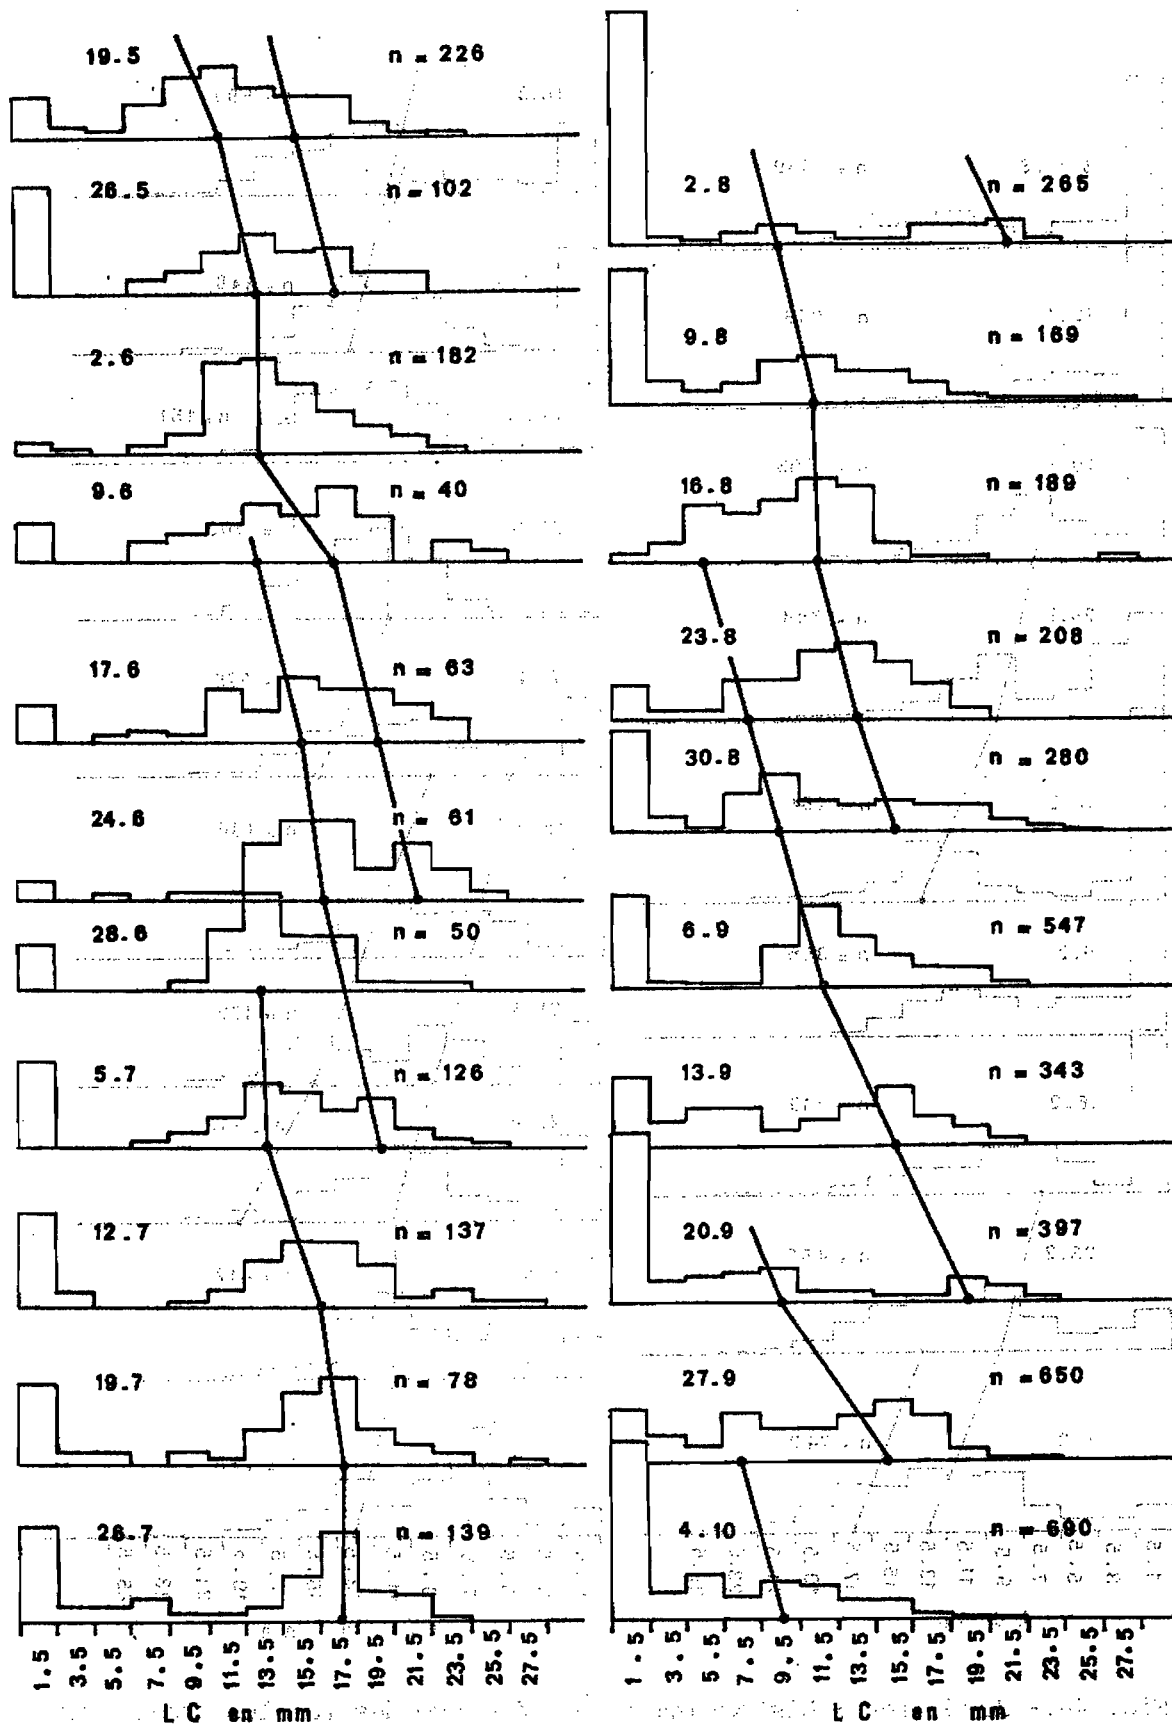 19.5 n = 226
26.5 n = 102
2.6 n = 182
9.6 n = 40
17.6 n = 63
24.6 n = 61
28.6 n = 50
5.7 n = 126
12.7 n = 137
19.7 n = 78
26.7 n = 139
1.5 3.5 5.5 7.5 9.5 11.5 13.5 15.5 17.5 19.5 21.5 23.5 25.5 27.5
LC en mm
2.8 n = 265
9.8 n = 169
16.8 n = 189
23.8 n = 208
30.8 n = 280
6.9 n = 547
13.9 n = 343
20.9 n = 397
27.9 n = 650
4.10 n = 690
1.5 3.5 5.5 7.5 9.5 11.5 13.5 15.5 17.5 19.5 21.5 23.5 25.5 27.5
LC en mm